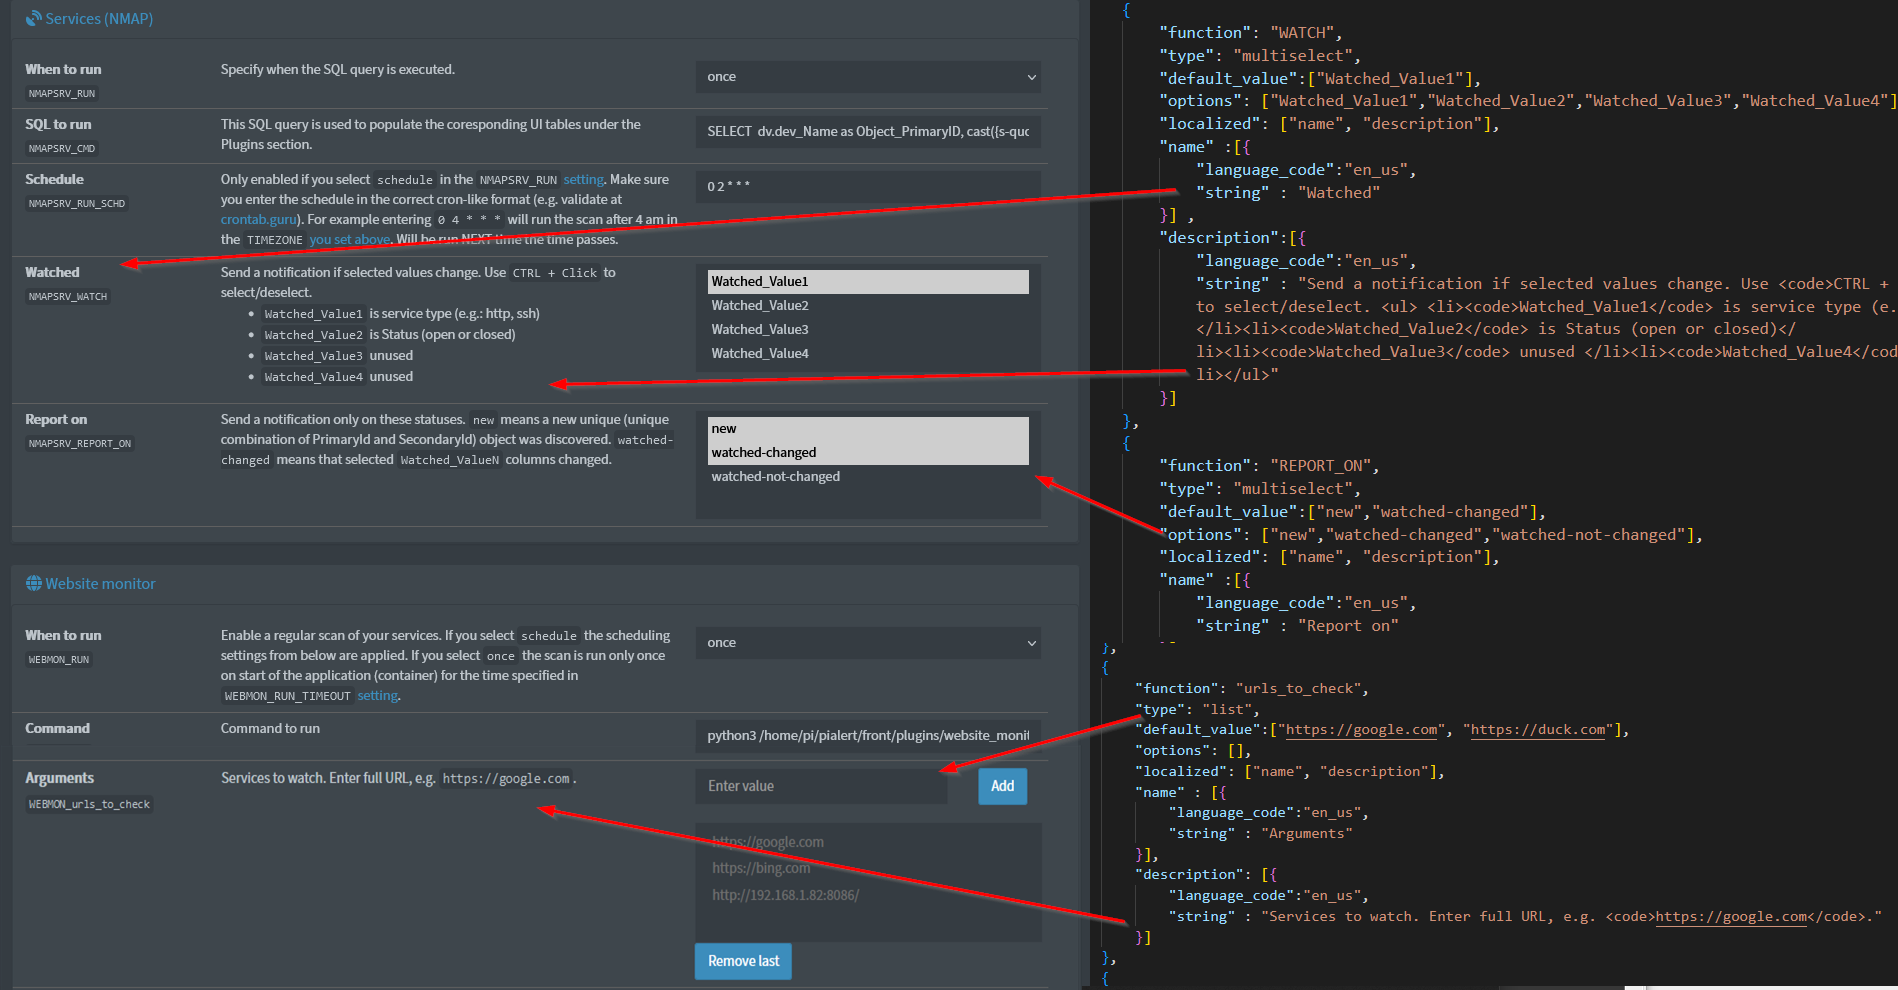 Services (NMAP)
When to run
NMAPSRV_RUN
Specify when the SQL query is executed.
once
SQL to run
NMAPSRV_CMD
This SQL query is used to populate the coresponding UI tables under the
Plugins section.
SELECT dv.dev_Name as Object_PrimaryID, cast({s-quo
Schedule
NMAPSRV_RUN_SCHD
Only enabled if you select schedule in the NMAPSRV_RUN setting. Make sure
you enter the schedule in the correct cron-like format (e.g. validate at
crontab.guru). For example entering 0 4 * * * will run the scan after 4 am in
the TIMEZONE you set above. Will be run NEXT time the time passes.
0 2 * * *
Watched
NMAPSRV_WATCH
Send a notification if selected values change. Use CTRL + Click to
select/deselect.
• Watched_Value1 is service type (e.g.: http, ssh)
• Watched_Value2 is Status (open or closed)
• Watched_Value3 unused
• Watched_Value4 unused
Watched_Value1
Watched_Value2
Watched_Value3
Watched_Value4
Report on
NMAPSRV_REPORT_ON
Send a notification only on these statuses. new means a new unique (unique
combination of PrimaryId and SecondaryId) object was discovered. watched-
changed means that selected Watched_ValueN columns changed.
new
watched-changed
watched-not-changed
Website monitor
When to run
WEBMON_RUN
Enable a regular scan of your services. If you select schedule the scheduling
settings from below are applied. If you select once the scan is run only once
on start of the application (container) for the time specified in
WEBMON_RUN_TIMEOUT setting.
once
Command
Command to run
python3 /home/pi/pialert/front/plugins/website_monit
Arguments
WEBMON_urls_to_check
Services to watch. Enter full URL, e.g. https://google.com .
Enter value
Add
https://google.com
https://bing.com
http://192.168.1.82:8086/
Remove last
{
"function": "WATCH",
"type": "multiselect",
"default_value":["Watched_Value1"],
"options": ["Watched_Value1","Watched_Value2","Watched_Value3","Watched_Value4"]
"localized": ["name", "description"],
"name" :[{
"language_code":"en_us",
"string" : "Watched"
}] ,
"description":[{
"language_code":"en_us",
"string" : "Send a notification if selected values change. Use <code>CTRL +
to select/deselect. <ul> <li><code>Watched_Value1</code> is service type (e.
</li><li><code>Watched_Value2</code> is Status (open or closed)</
li><li><code>Watched_Value3</code> unused </li><li><code>Watched_Value4</cod
li></ul>"
}]
},
{
"function": "REPORT_ON",
"type": "multiselect",
"default_value":["new","watched-changed"],
"options": ["new","watched-changed","watched-not-changed"],
"localized": ["name", "description"],
"name" :[{
"language_code":"en_us",
"string" : "Report on"
},
{
"function": "urls_to_check",
"type": "list",
"default_value":["https://google.com", "https://duck.com"],
"options": [],
"localized": ["name", "description"],
"name" : [{
"language_code":"en_us",
"string" : "Arguments"
}],
"description": [{
"language_code":"en_us",
"string" : "Services to watch. Enter full URL, e.g. <code>https://google.com</code>."
}]
},
{